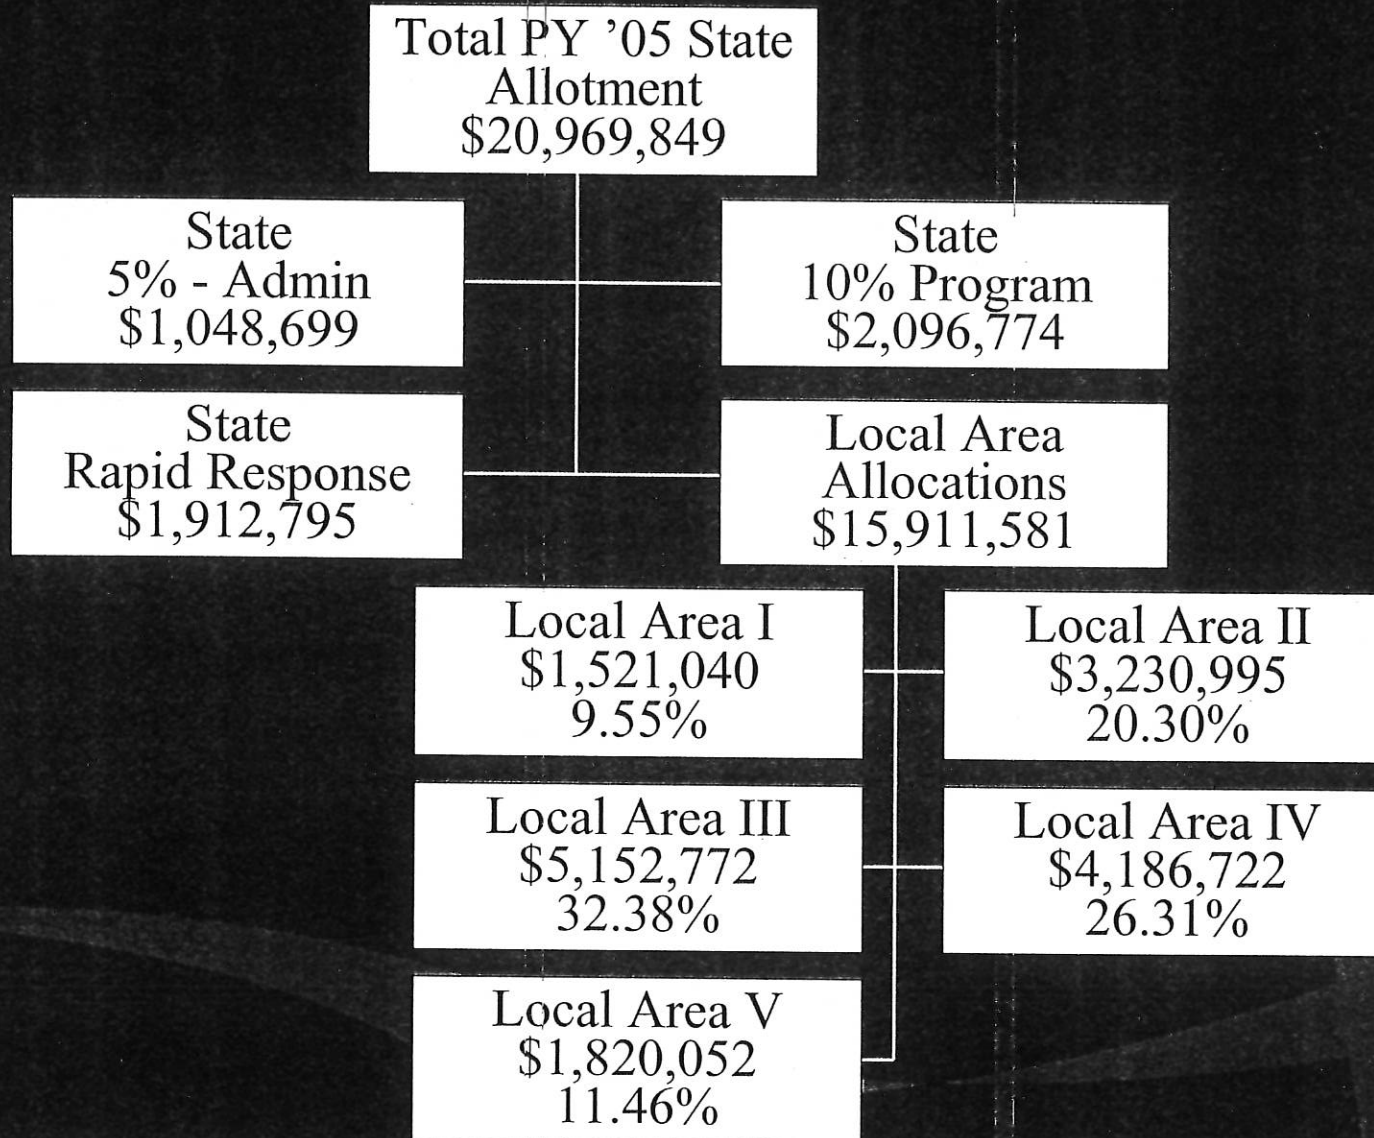 Total PY ’05 State
Allotment
$20,969,849
State
5% - Admin
$1,048,699
State
10% Program
$2,096,774
State
Rapid Response
$1,912,795
Local Area
Allocations
$15,911,581
Local Area I
$1,521,040
9.55%
Local Area II
$3,230,995
20.30%
Local Area III
$5,152,772
32.38%
Local Area IV
$4,186,722
26.31%
Local Area V
$1,820,052
11.46%